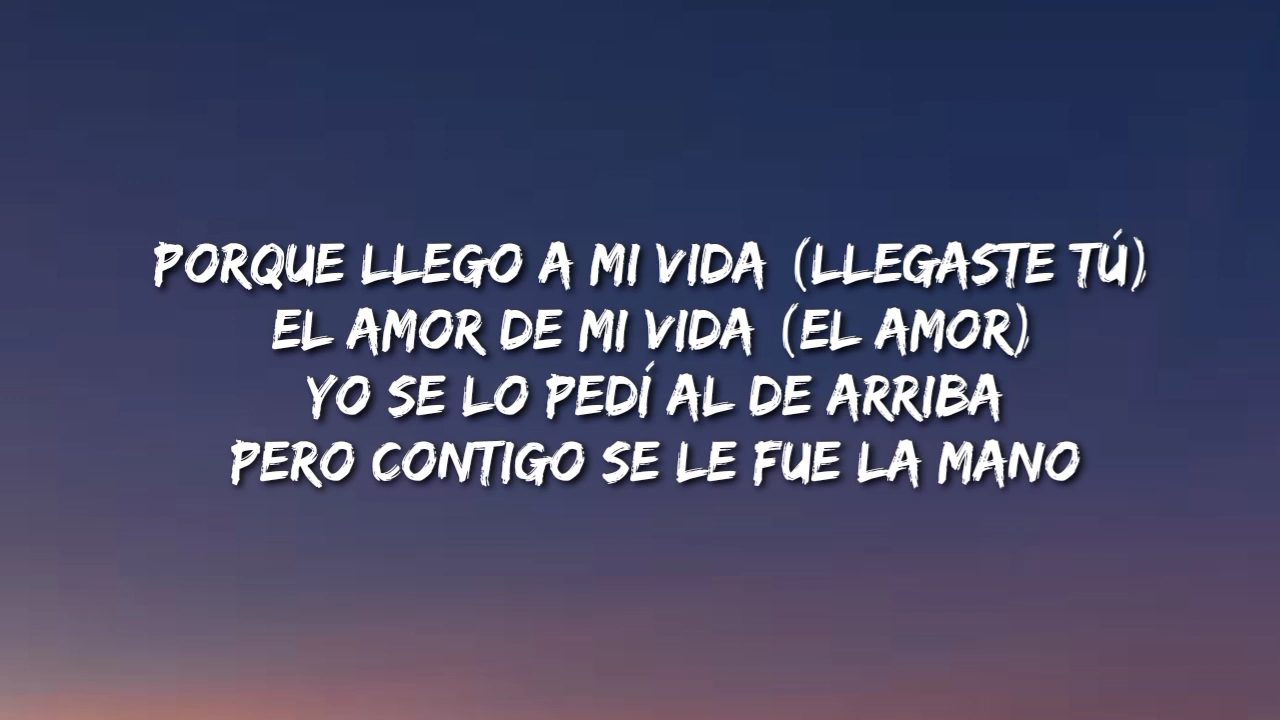 PORQUE LLEGO A MI VIDA (LLEGASTE TÚ)
EL AMOR DE MI VIDA (EL AMOR)
YO SE LO PEDÍ AL DE ARRIBA
PERO CONTIGO SE LE FUE LA MANO